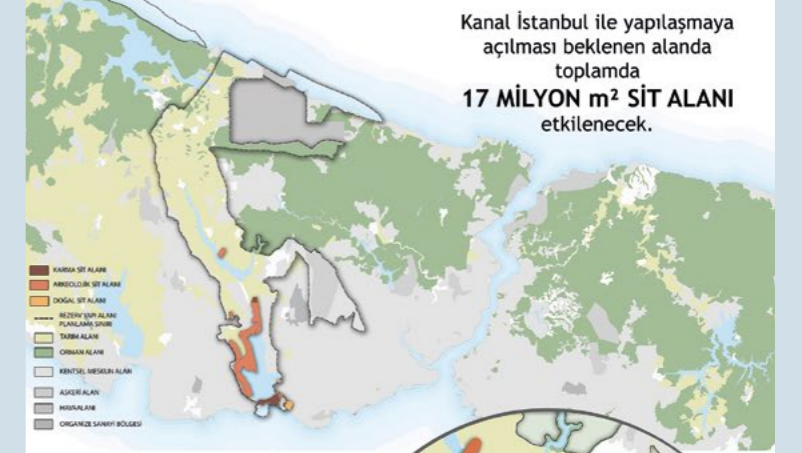 Kanal İstanbul ile yapılaşmaya
açılması beklenen alanda
toplamda
17 MİLYON m² SİT ALANI
etkilenecek.
KARMA SİT ALANI
ARKEOLOJİK SİT ALANI
DOĞAL SİT ALANI
REZERV YAPI ALANI
PLANLAMA SINIRI
TARIM ALANI
ORMAN ALANI
KENTSEL MESKUN ALAN
ASKERİ ALAN
HAVAALANI
ORGANİZE SANAYİ BÖLGESİ